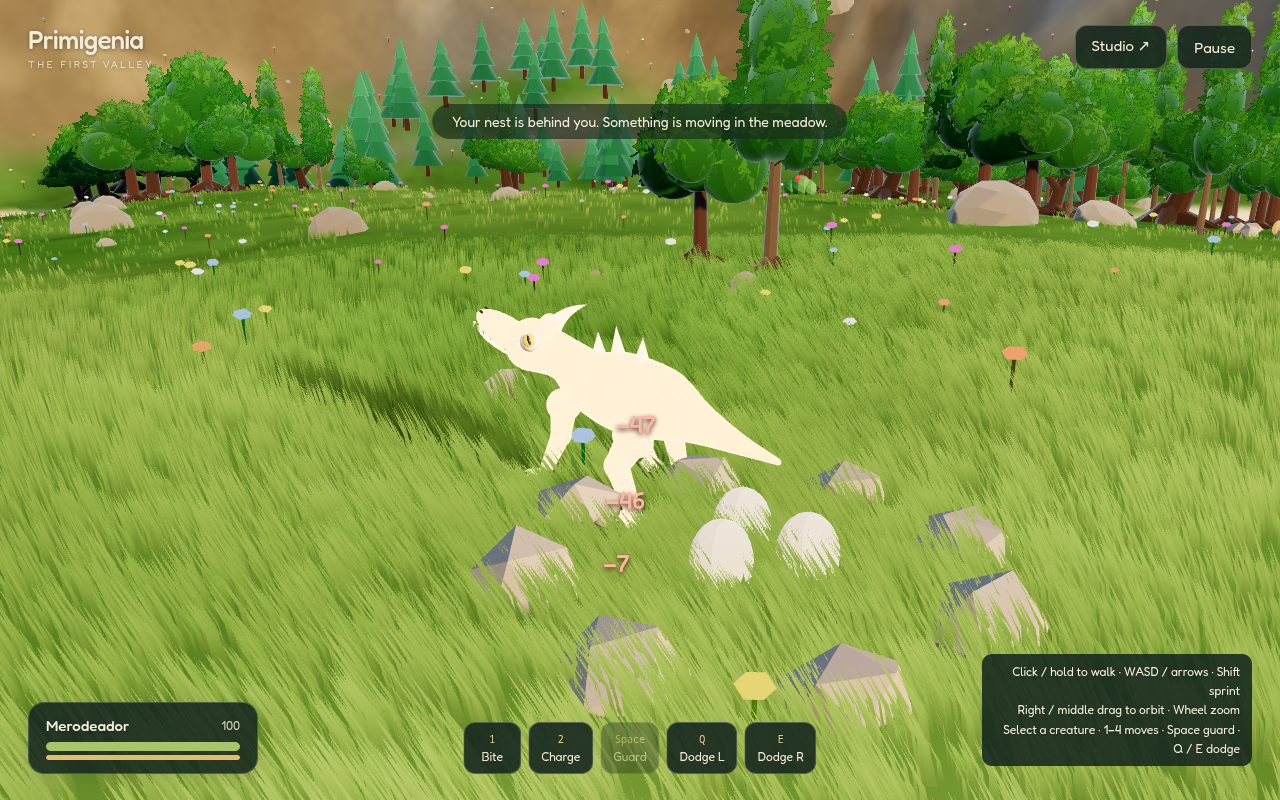 Primigenia
THE FIRST VALLEY
Studio ↗
Pause
Your nest is behind you. Something is moving in the meadow.
–47
–46
–7
Merodeador 100
1
Bite
2
Charge
Space
Guard
Q
Dodge L
E
Dodge R
Click / hold to walk · WASD / arrows · Shift
sprint
Right / middle drag to orbit · Wheel zoom
Select a creature · 1–4 moves · Space guard ·
Q / E dodge